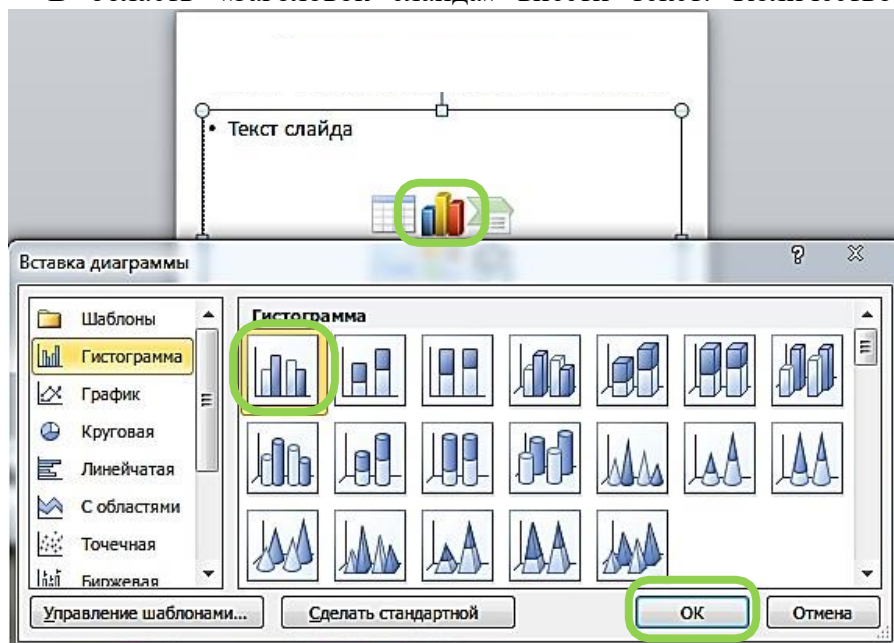 • Текст слайда
Вставка диаграммы
Шаблоны
Гистограмма
График
Круговая
Линейчатая
С областями
Точечная
Биржевая
Гистограмма
Управление шаблонами...
Сделать стандартной
ОК
Отмена